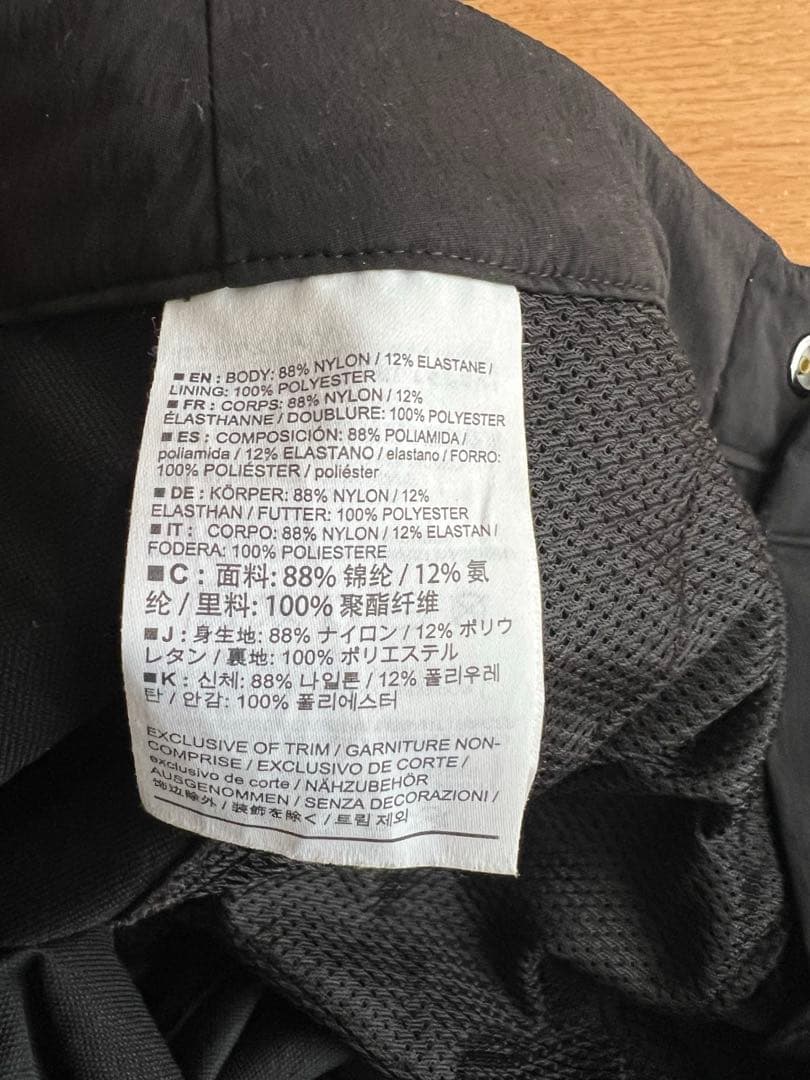 ■ EN : BODY: 88% NYLON / 12% ELASTANE /
LINING: 100% POLYESTER
■ FR : CORPS: 88% NYLON / 12%
ÉLASTHANNE / DOUBLURE: 100% POLYESTER
■ ES : COMPOSICIÓN: 88% POLIAMIDA /
poliamida / 12% ELASTANO / elastano / FORRO:
100% POLIÉSTER / poliéster
■ DE : KÖRPER: 88% NYLON / 12%
ELASTHAN / FUTTER: 100% POLYESTER
■ IT : CORPO: 88% NYLON / 12% ELASTAN /
FODERA: 100% POLIESTERE
■ C : 面料: 88% 锦纶 / 12% 氨
纶 / 里料: 100% 聚酯纤维
■ J : 身生地: 88% ナイロン / 12% ポリウ
レタン / 裏地: 100% ポリエステル
■ K : 신체: 88% 나일론 / 12% 폴리우레
탄 / 안감: 100% 폴리에스터
EXCLUSIVE OF TRIM / GARNITURE NON-
COMPRISE / EXCLUSIVO DE CORTE /
exclusivo de corte / NÄHZUBEHÖR
AUSGENOMMEN / SENZA DECORAZIONI /
饰边除外 / 装飾を除く / 트림 제외